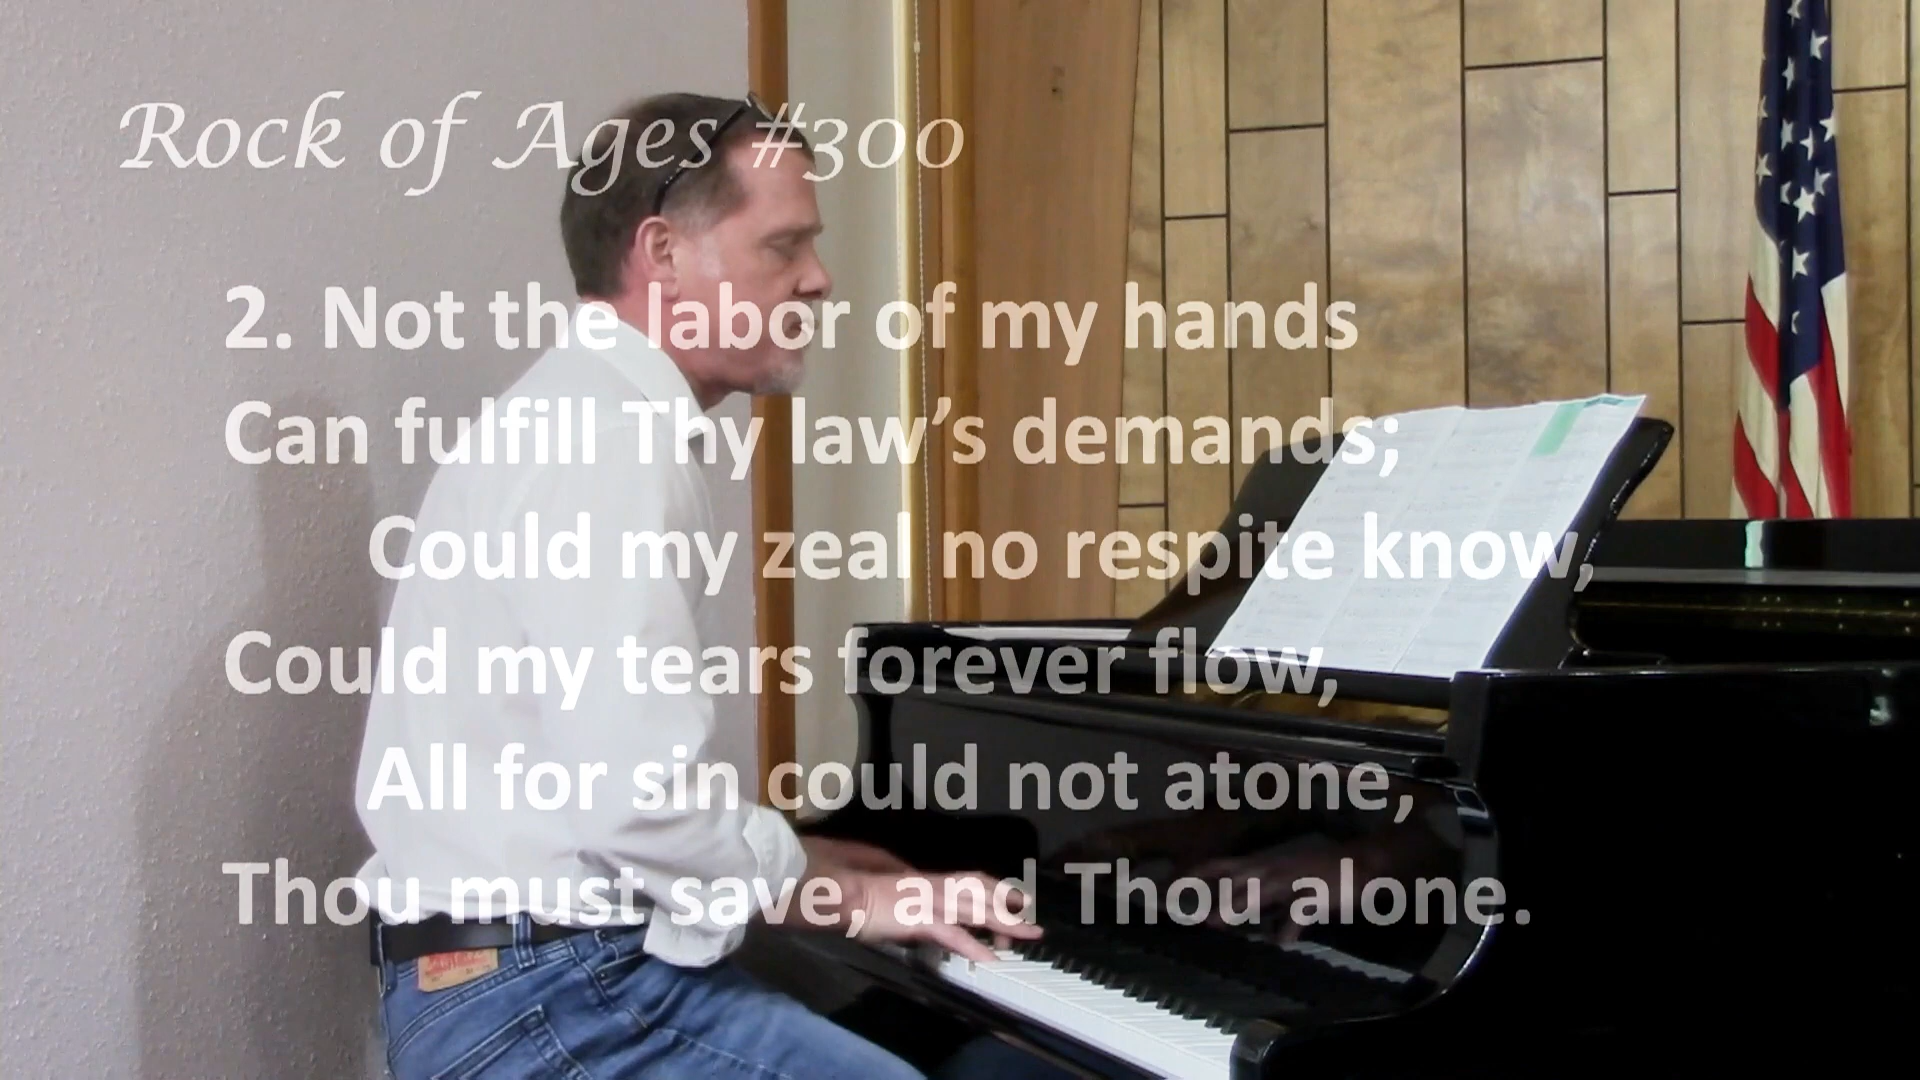 Rock of Ages #300
2. Not the labor of my hands
Can fulfill Thy law’s demands;
Could my zeal no respite know,
Could my tears forever flow,
All for sin could not atone,
Thou must save, and Thou alone.